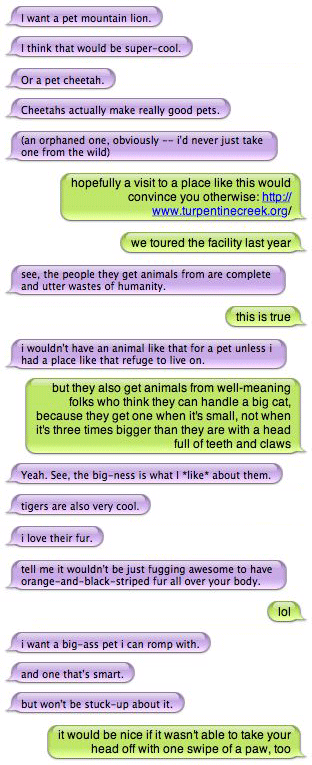 I want a pet mountain lion.
I think that would be super-cool.
Or a pet cheetah.
Cheetahs actually make really good pets.
(an orphaned one, obviously -- i'd never just take
one from the wild)
hopefully a visit to a place like this would
convince you otherwise: http://
www.turpentinecreek.org/
we toured the facility last year
see, the people they get animals from are complete
and utter wastes of humanity.
this is true
i wouldn't have an animal like that for a pet unless i
had a place like that refuge to live on.
but they also get animals from well-meaning
folks who think they can handle a big cat,
because they get one when it's small, not when
it's three times bigger than they are with a head
full of teeth and claws
Yeah. See, the big-ness is what I *like* about them.
tigers are also very cool.
i love their fur.
tell me it wouldn't be just fugging awesome to have
orange-and-black-striped fur all over your body.
lol
i want a big-ass pet i can romp with.
and one that's smart.
but won't be stuck-up about it.
it would be nice if it wasn't able to take your
head off with one swipe of a paw, too